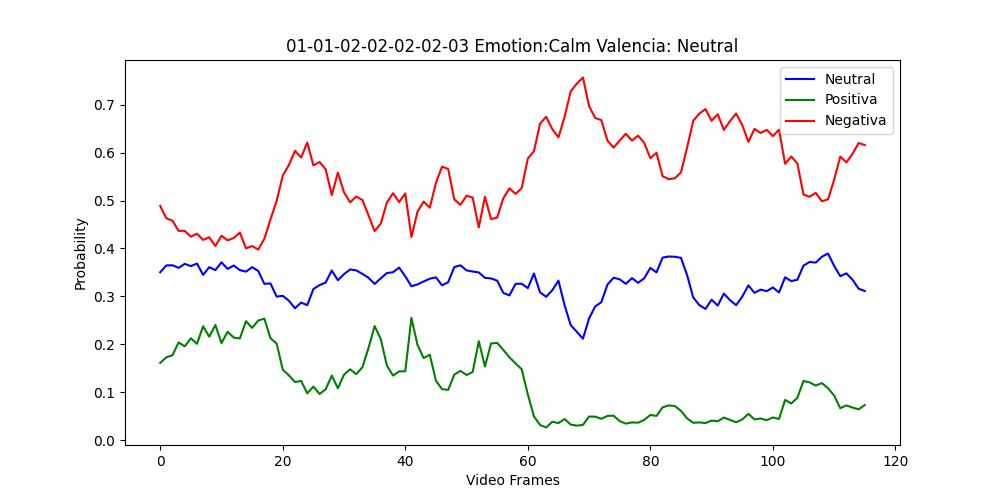 01-01-02-02-02-02-03 Emotion:Calm Valencia: Neutral
Neutral
Positiva
Negativa
Probability
0.7
0.6
0.5
0.4
0.3
0.2
0.1
0.0
0 20 40 60 80 100 120
Video Frames